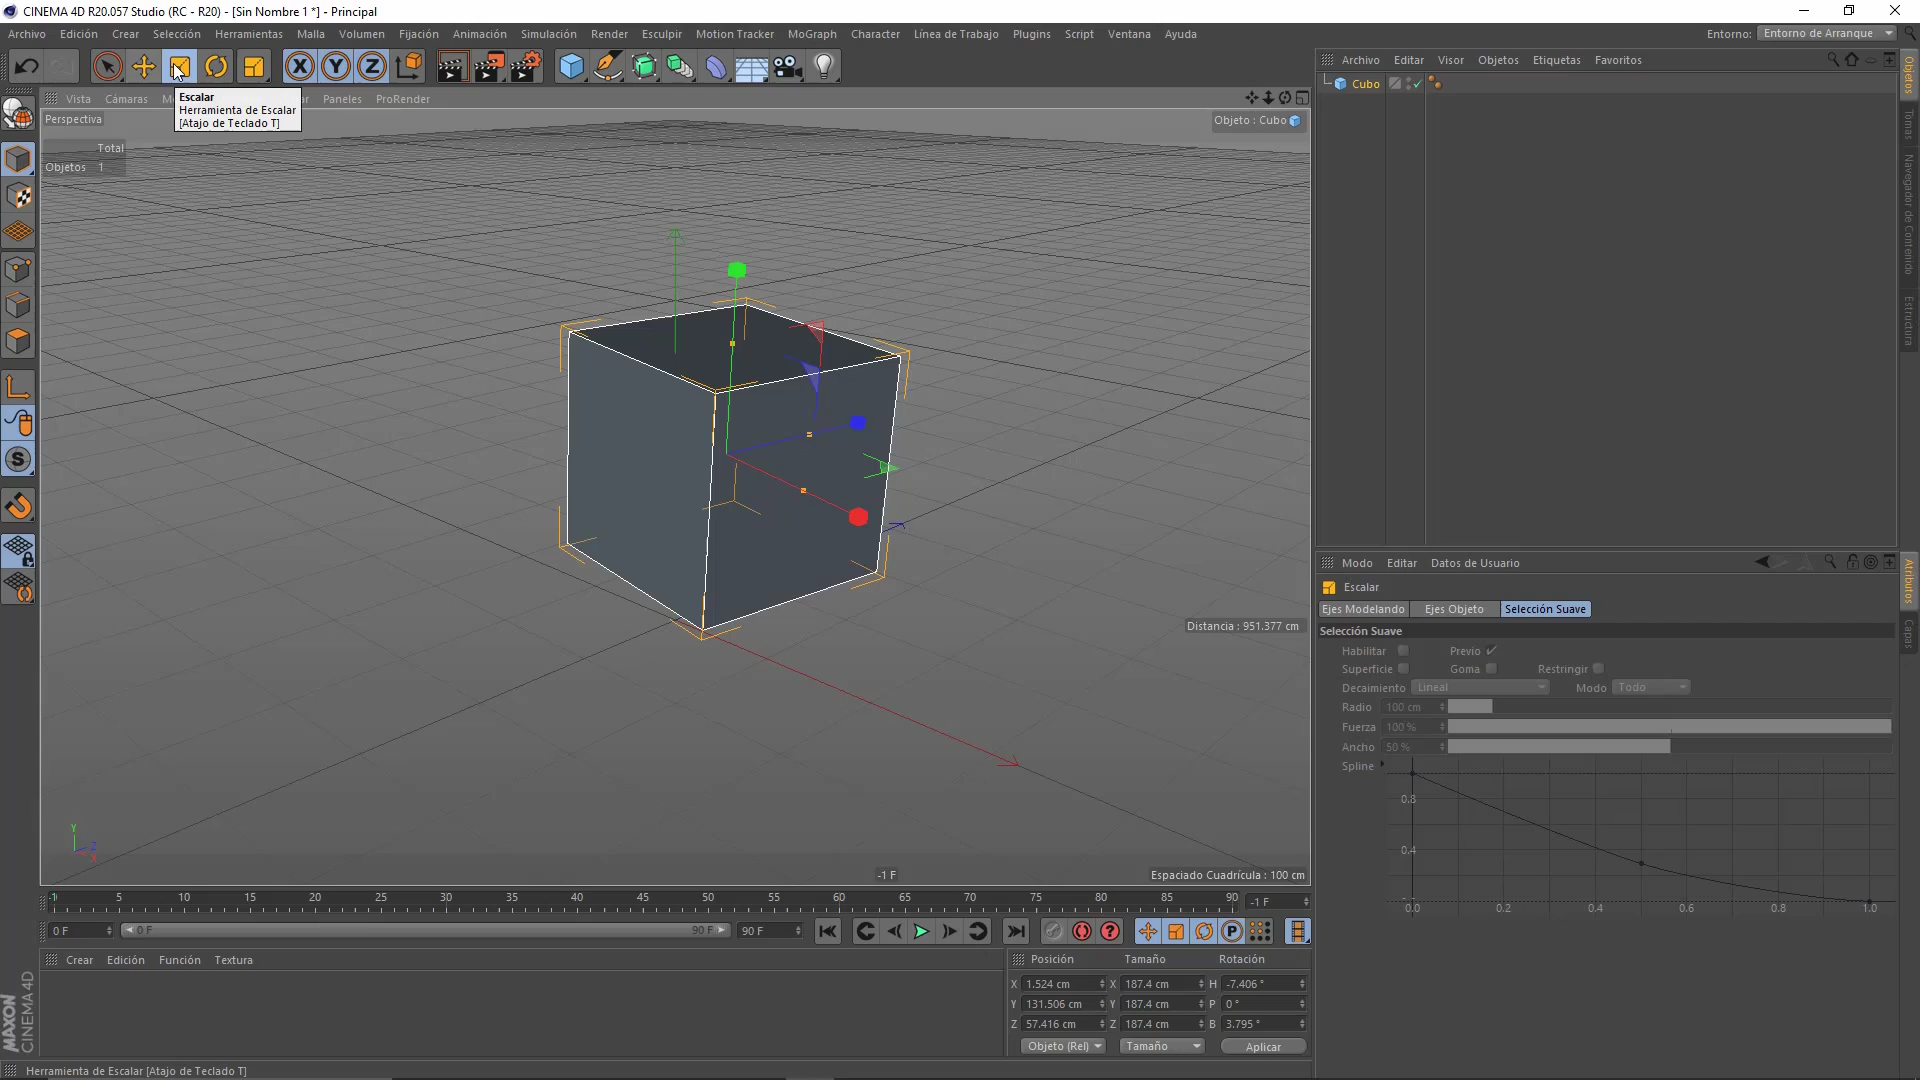 CINEMA 4D R20.057 Studio (RC - R20) - [Sin Nombre 1 *] - Principal
Archivo Edición Crear Selección Herramientas Malla Volumen Fijación Animación Simulación Render Esculpir Motion Tracker MoGraph Character Línea de Trabajo Plugins Script Ventana Ayuda
Entorno: Entorno de Arranque
X Y Z
Archivo Editar Visor Objetos Etiquetas Favoritos
Cubo
Vista Cámaras Paneles ProRender
Escalar
Herramienta de Escalar
[Atajo de Teclado T]
Perspectiva
Objeto : Cubo
Total
Objetos 1
Distancia : 951.377 cm
Y
Z
X
-1 F
Espaciado Cuadrícula : 100 cm
S
Objetos
Tomas
Navegador de Contenido
Estructura
Modo Editar Datos de Usuario
Escalar
Ejes Modelando Ejes Objeto Selección Suave
Selección Suave
Habilitar Previo
Superficie Goma Restringir
Decaimiento Lineal Modo Todo
Radio 100 cm
Fuerza 100 %
Ancho 50 %
Spline
0.8
0.4
0.0 0.2 0.4 0.6 0.8 1.0
Atributos
Capas
-1 5 10 15 20 25 30 35 40 45 50 55 60 65 70 75 80 85 90 -1 F
0 F 0 F 90 F 90 F
P
Crear Edición Función Textura
Posición Tamaño Rotación
X 1.524 cm X 187.4 cm H -7.406 °
Y 131.506 cm Y 187.4 cm P 0 °
Z 57.416 cm Z 187.4 cm B 3.795 °
Objeto (Rel) Tamaño Aplicar
MAXON
CINEMA 4D
Herramienta de Escalar [Atajo de Teclado T]